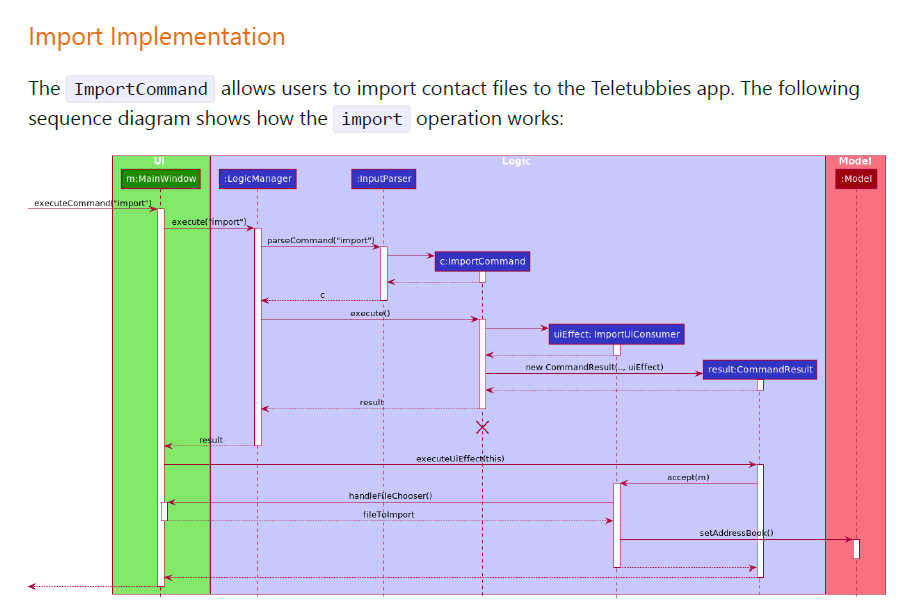 Import Implementation
The ImportCommand allows users to import contact files to the Teletubbies app. The following
sequence diagram shows how the import operation works:
Ui
Logic
Model
m:MainWindow
:LogicManager
:InputParser
:Model
executeCommand("import")
execute("import")
parseCommand("import")
c:ImportCommand
c
execute()
uiEffect: ImportUiConsumer
new CommandResult(.., uiEffect)
result:CommandResult
result
result
executeUiEffect(this)
accept(m)
handleFileChooser()
fileToImport
setAddressBook()